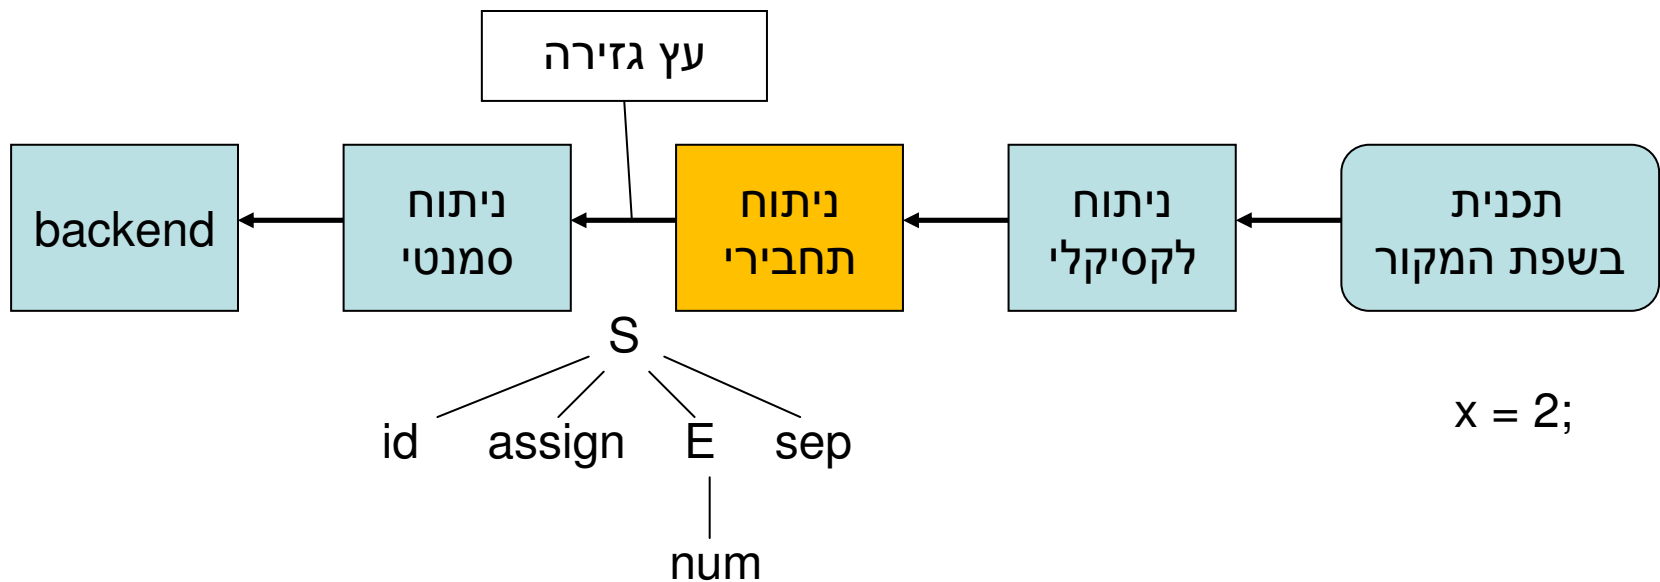 עץ גזירה
תכנית
בשפת המקור
ניתוח
לקסיקלי
ניתוח
תחבירי
ניתוח
סמנטי
backend
S
id assign E sep
num
x = 2;